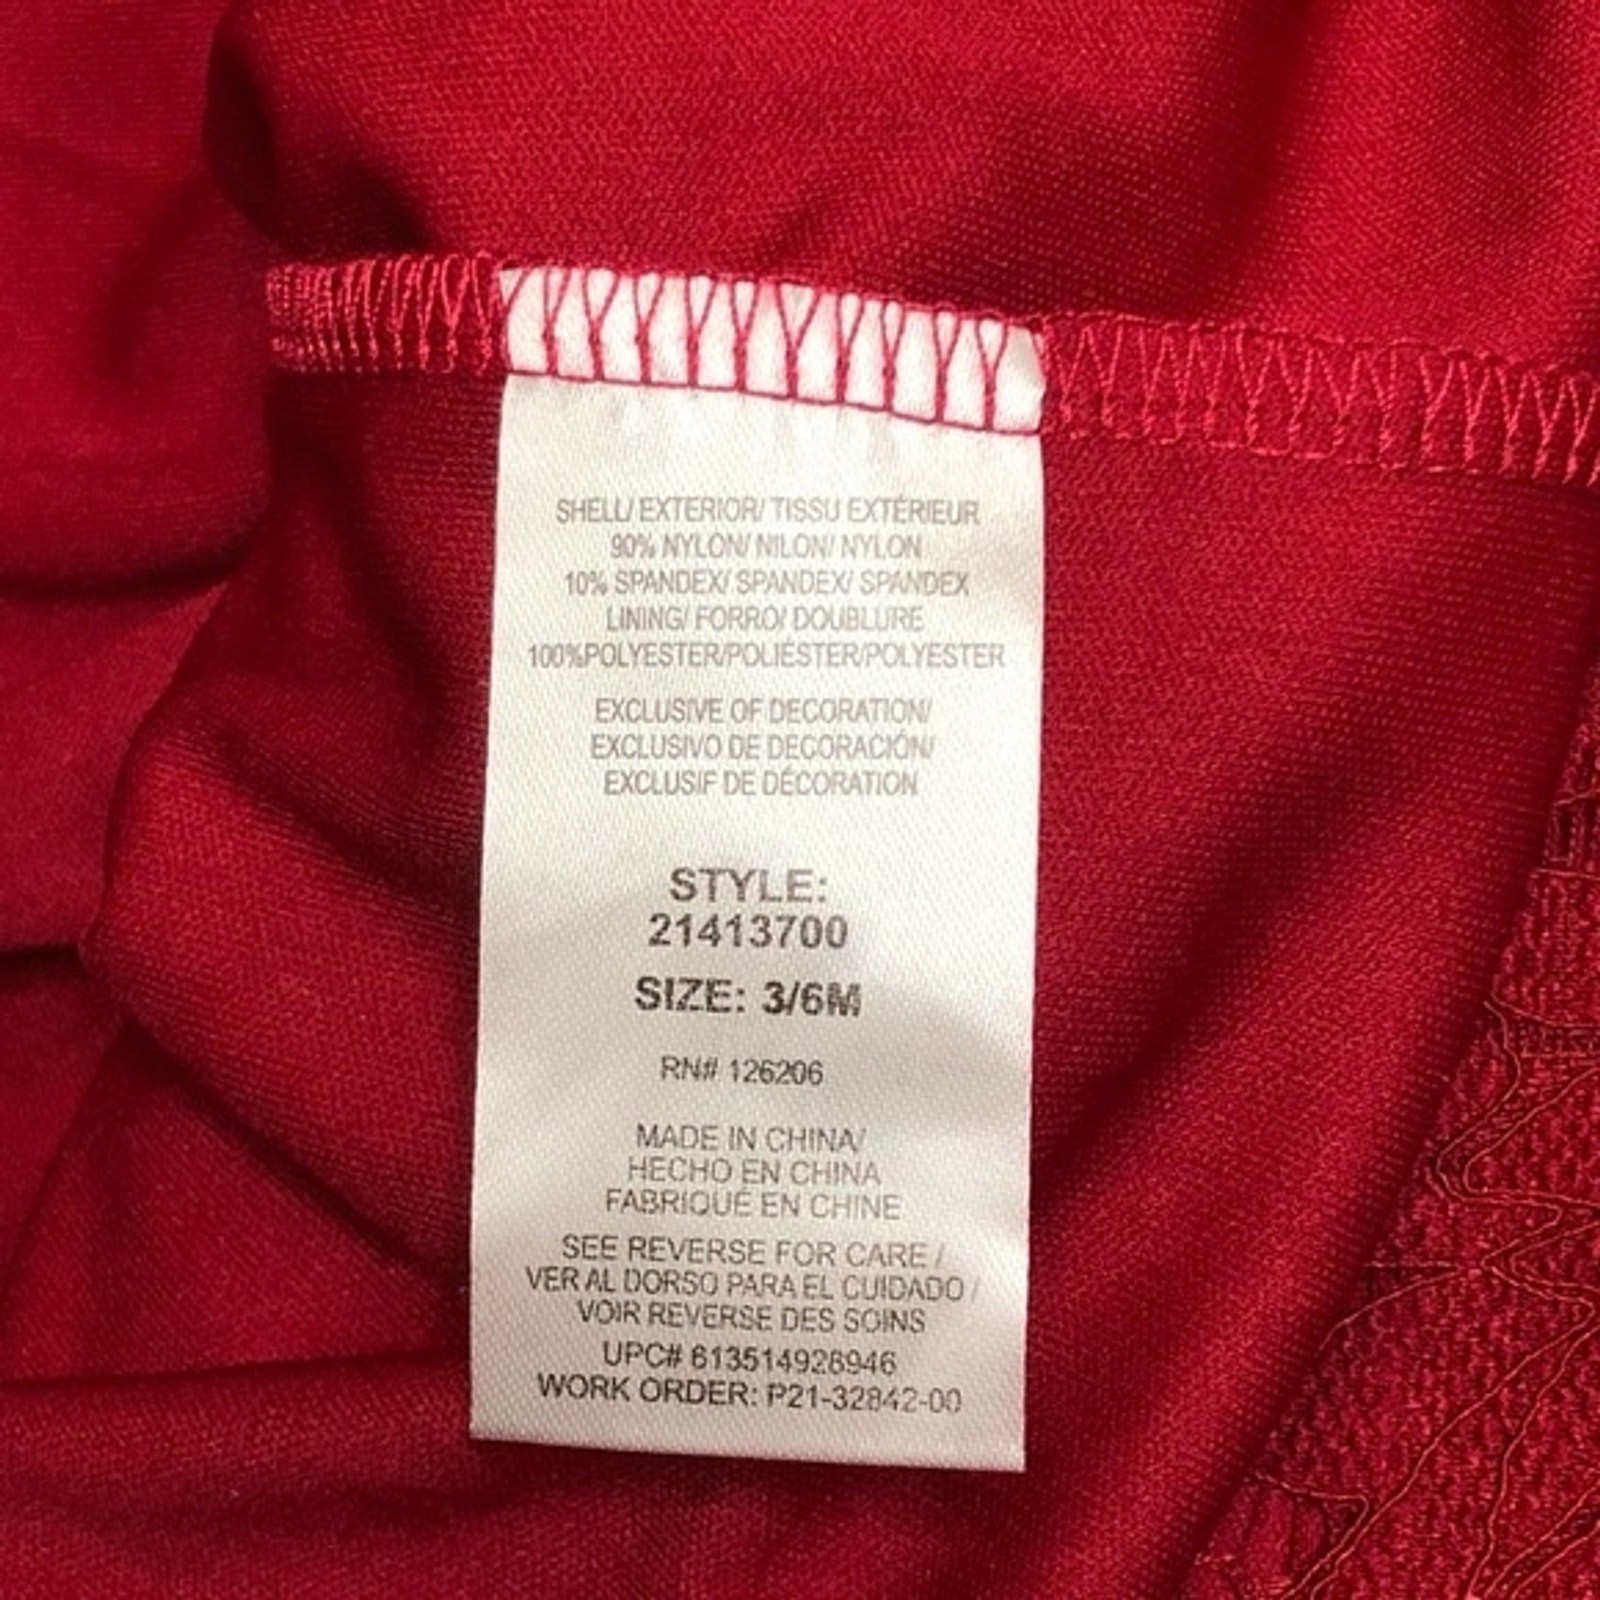 SHELL/ EXTERIOR/ TISSU EXTÉRIEUR
90% NYLON/ NILON/ NYLON
10% SPANDEX/ SPANDEX/ SPANDEX
LINING/ FORRO/ DOUBLURE
100%POLYESTER/POLIÉSTER/POLYESTER
EXCLUSIVE OF DECORATION/
EXCLUSIVO DE DECORACIÓN/
EXCLUSIF DE DÉCORATION
STYLE:
21413700
SIZE: 3/6M
RN# 126206
MADE IN CHINA/
HECHO EN CHINA
FABRIQUÉ EN CHINE
SEE REVERSE FOR CARE /
VER AL DORSO PARA EL CUIDADO /
VOIR REVERSE DES SOINS
UPC# 613514928946
WORK ORDER: P21-32842-00